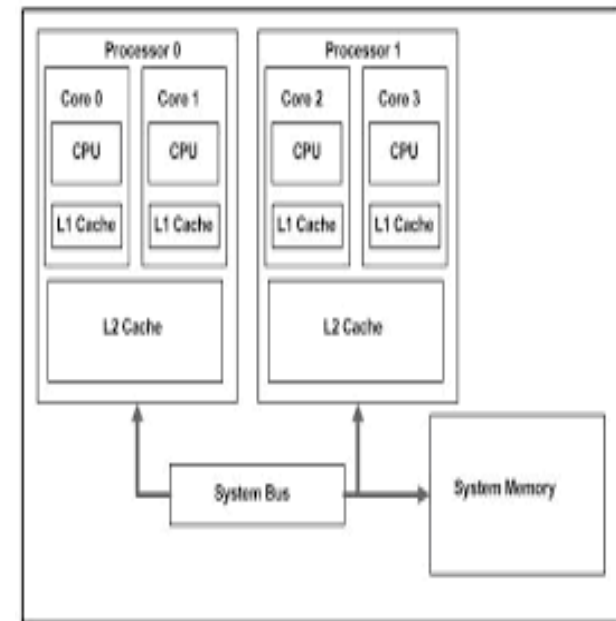 Processor 0
Processor 1
Core 0
Core 1
Core 2
Core 3
CPU
CPU
CPU
CPU
L1 Cache
L1 Cache
L1 Cache
L1 Cache
L2 Cache
L2 Cache
System Bus
System Memory